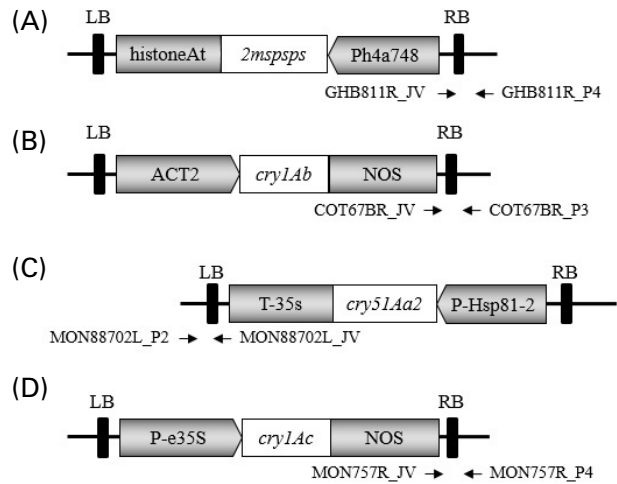 (A)
LB RB
histoneAt 2mspsps Ph4a748
GHB811R_JV GHB811R_P4
(B)
LB RB
ACT2 cry1Ab NOS
COT67BR_JV COT67BR_P3
(C)
LB RB
T-35s cry51Aa2 P-Hsp81-2
MON88702L_P2 MON88702L_JV
(D)
LB RB
P-e35S cry1Ac NOS
MON757R_JV MON757R_P4